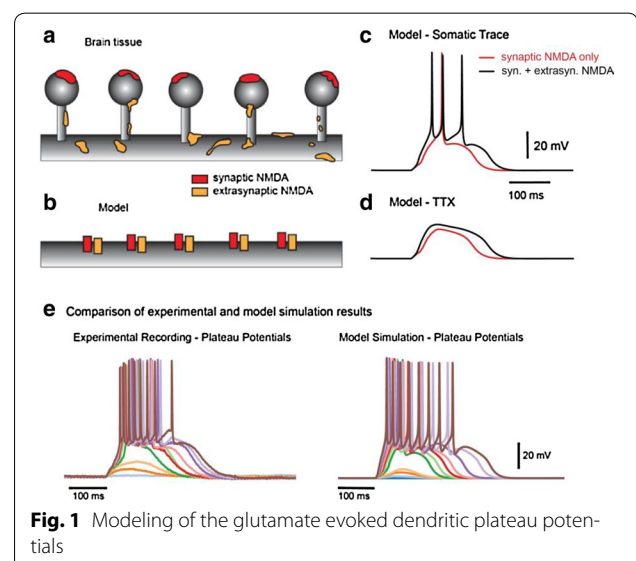 a
Brain tissue
synaptic NMDA
extrasynaptic NMDA
b
Model
c Model - Somatic Trace
synaptic NMDA only
syn. + extrasyn. NMDA
20 mV
100 ms
d Model - TTX
e Comparison of experimental and model simulation results
Experimental Recording - Plateau Potentials
Model Simulation - Plateau Potentials
20 mV
100 ms
100 ms
Fig. 1 Modeling of the glutamate evoked dendritic plateau poten-
tials